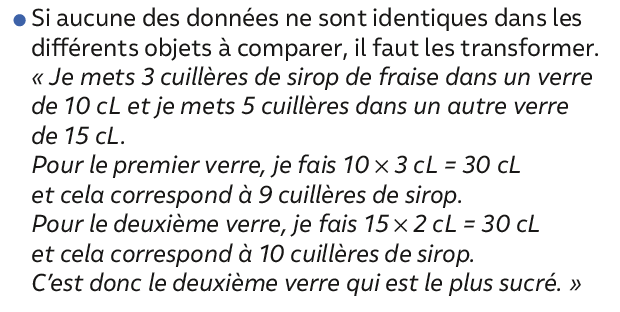 • Si aucune des données ne sont identiques dans les
différents objets à comparer, il faut les transformer.
« Je mets 3 cuillères de sirop de fraise dans un verre
de 10 cL et je mets 5 cuillères dans un autre verre
de 15 cL.
Pour le premier verre, je fais 10 × 3 cL = 30 cL
et cela correspond à 9 cuillères de sirop.
Pour le deuxième verre, je fais 15 × 2 cL = 30 cL
et cela correspond à 10 cuillères de sirop.
C'est donc le deuxième verre qui est le plus sucré. »